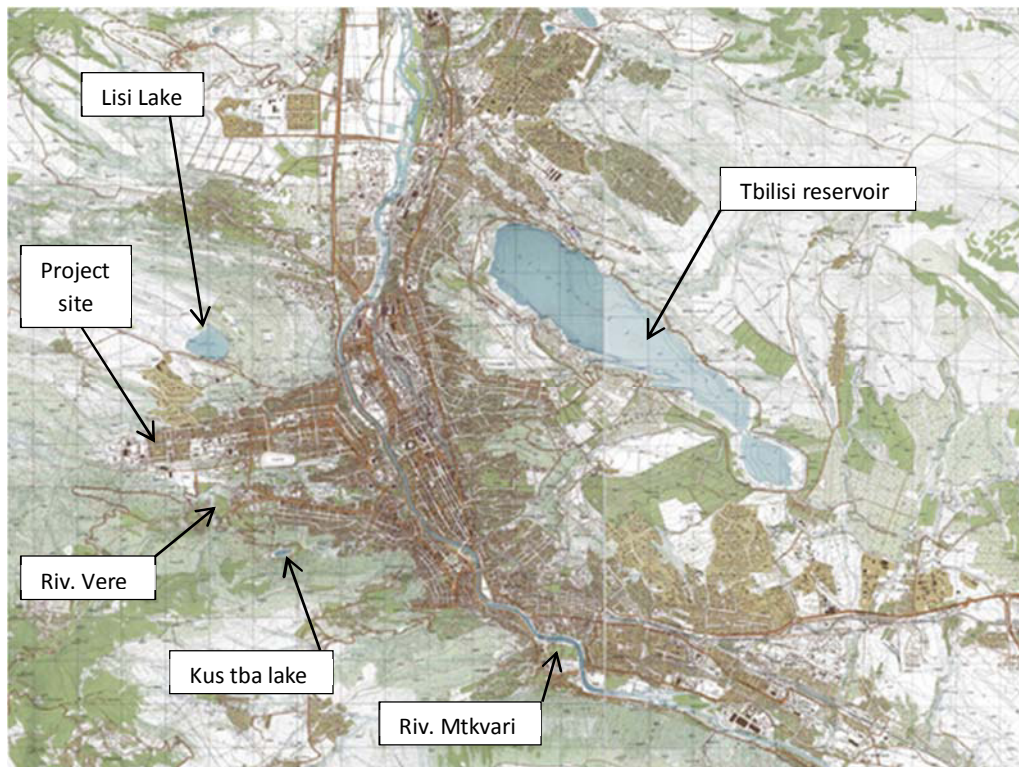 Lisi Lake
Tbilisi reservoir
Project
site
Riv. Vere
Kus tba lake
Riv. Mtkvari